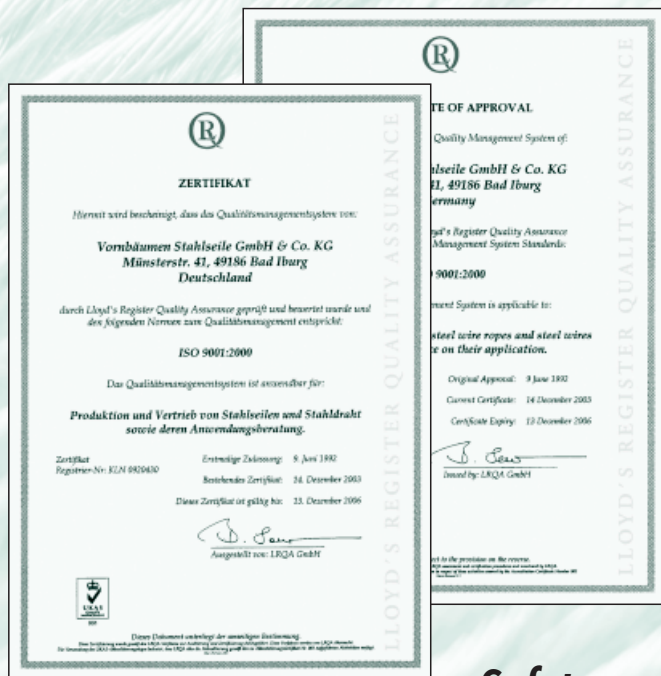 R
ZERTIFIKAT
Hiermit wird bescheinigt, dass das Qualitätsmanagementsystem von:
Vornbäumen Stahlseile GmbH & Co. KG
Münsterstr. 41, 49186 Bad Iburg
Deutschland
durch Lloyd's Register Quality Assurance geprüft und bewertet wurde und
den folgenden Normen zum Qualitätsmanagement entspricht:
ISO 9001:2000
Das Qualitätsmanagementsystem ist anwendbar für:
Produktion und Vertrieb von Stahlseilen und Stahldraht
sowie deren Anwendungsberatung.
Zertifikat
Registrier-Nr: KLN 0920430
Erstmalige Zulassung: 9. Juni 1992
Bestehendes Zertifikat: 14. Dezember 2003
Dieses Zertifikat ist gültig bis: 13. Dezember 2006
Ausgestellt von: LRQA GmbH
UKAS
Dieses Dokument unterliegt der umseitigen Bestimmung.
LLOYD'S REGISTER QUALITY ASSURANCE
R
TE OF APPROVAL
Quality Management System of:
lseile GmbH & Co. KG
41, 49186 Bad Iburg
ermany
yd's Register Quality Assurance
Management System Standards:
9001:2000
ment System is applicable to:
steel wire ropes and steel wires
ce on their application.
Original Approval: 9 June 1992
Current Certificate: 14 December 2003
Certificate Expiry: 13 December 2006
Issued by: LRQA GmbH
ect to the provision on the reverse.
LLOYD'S REGISTER QUALITY ASSURANCE